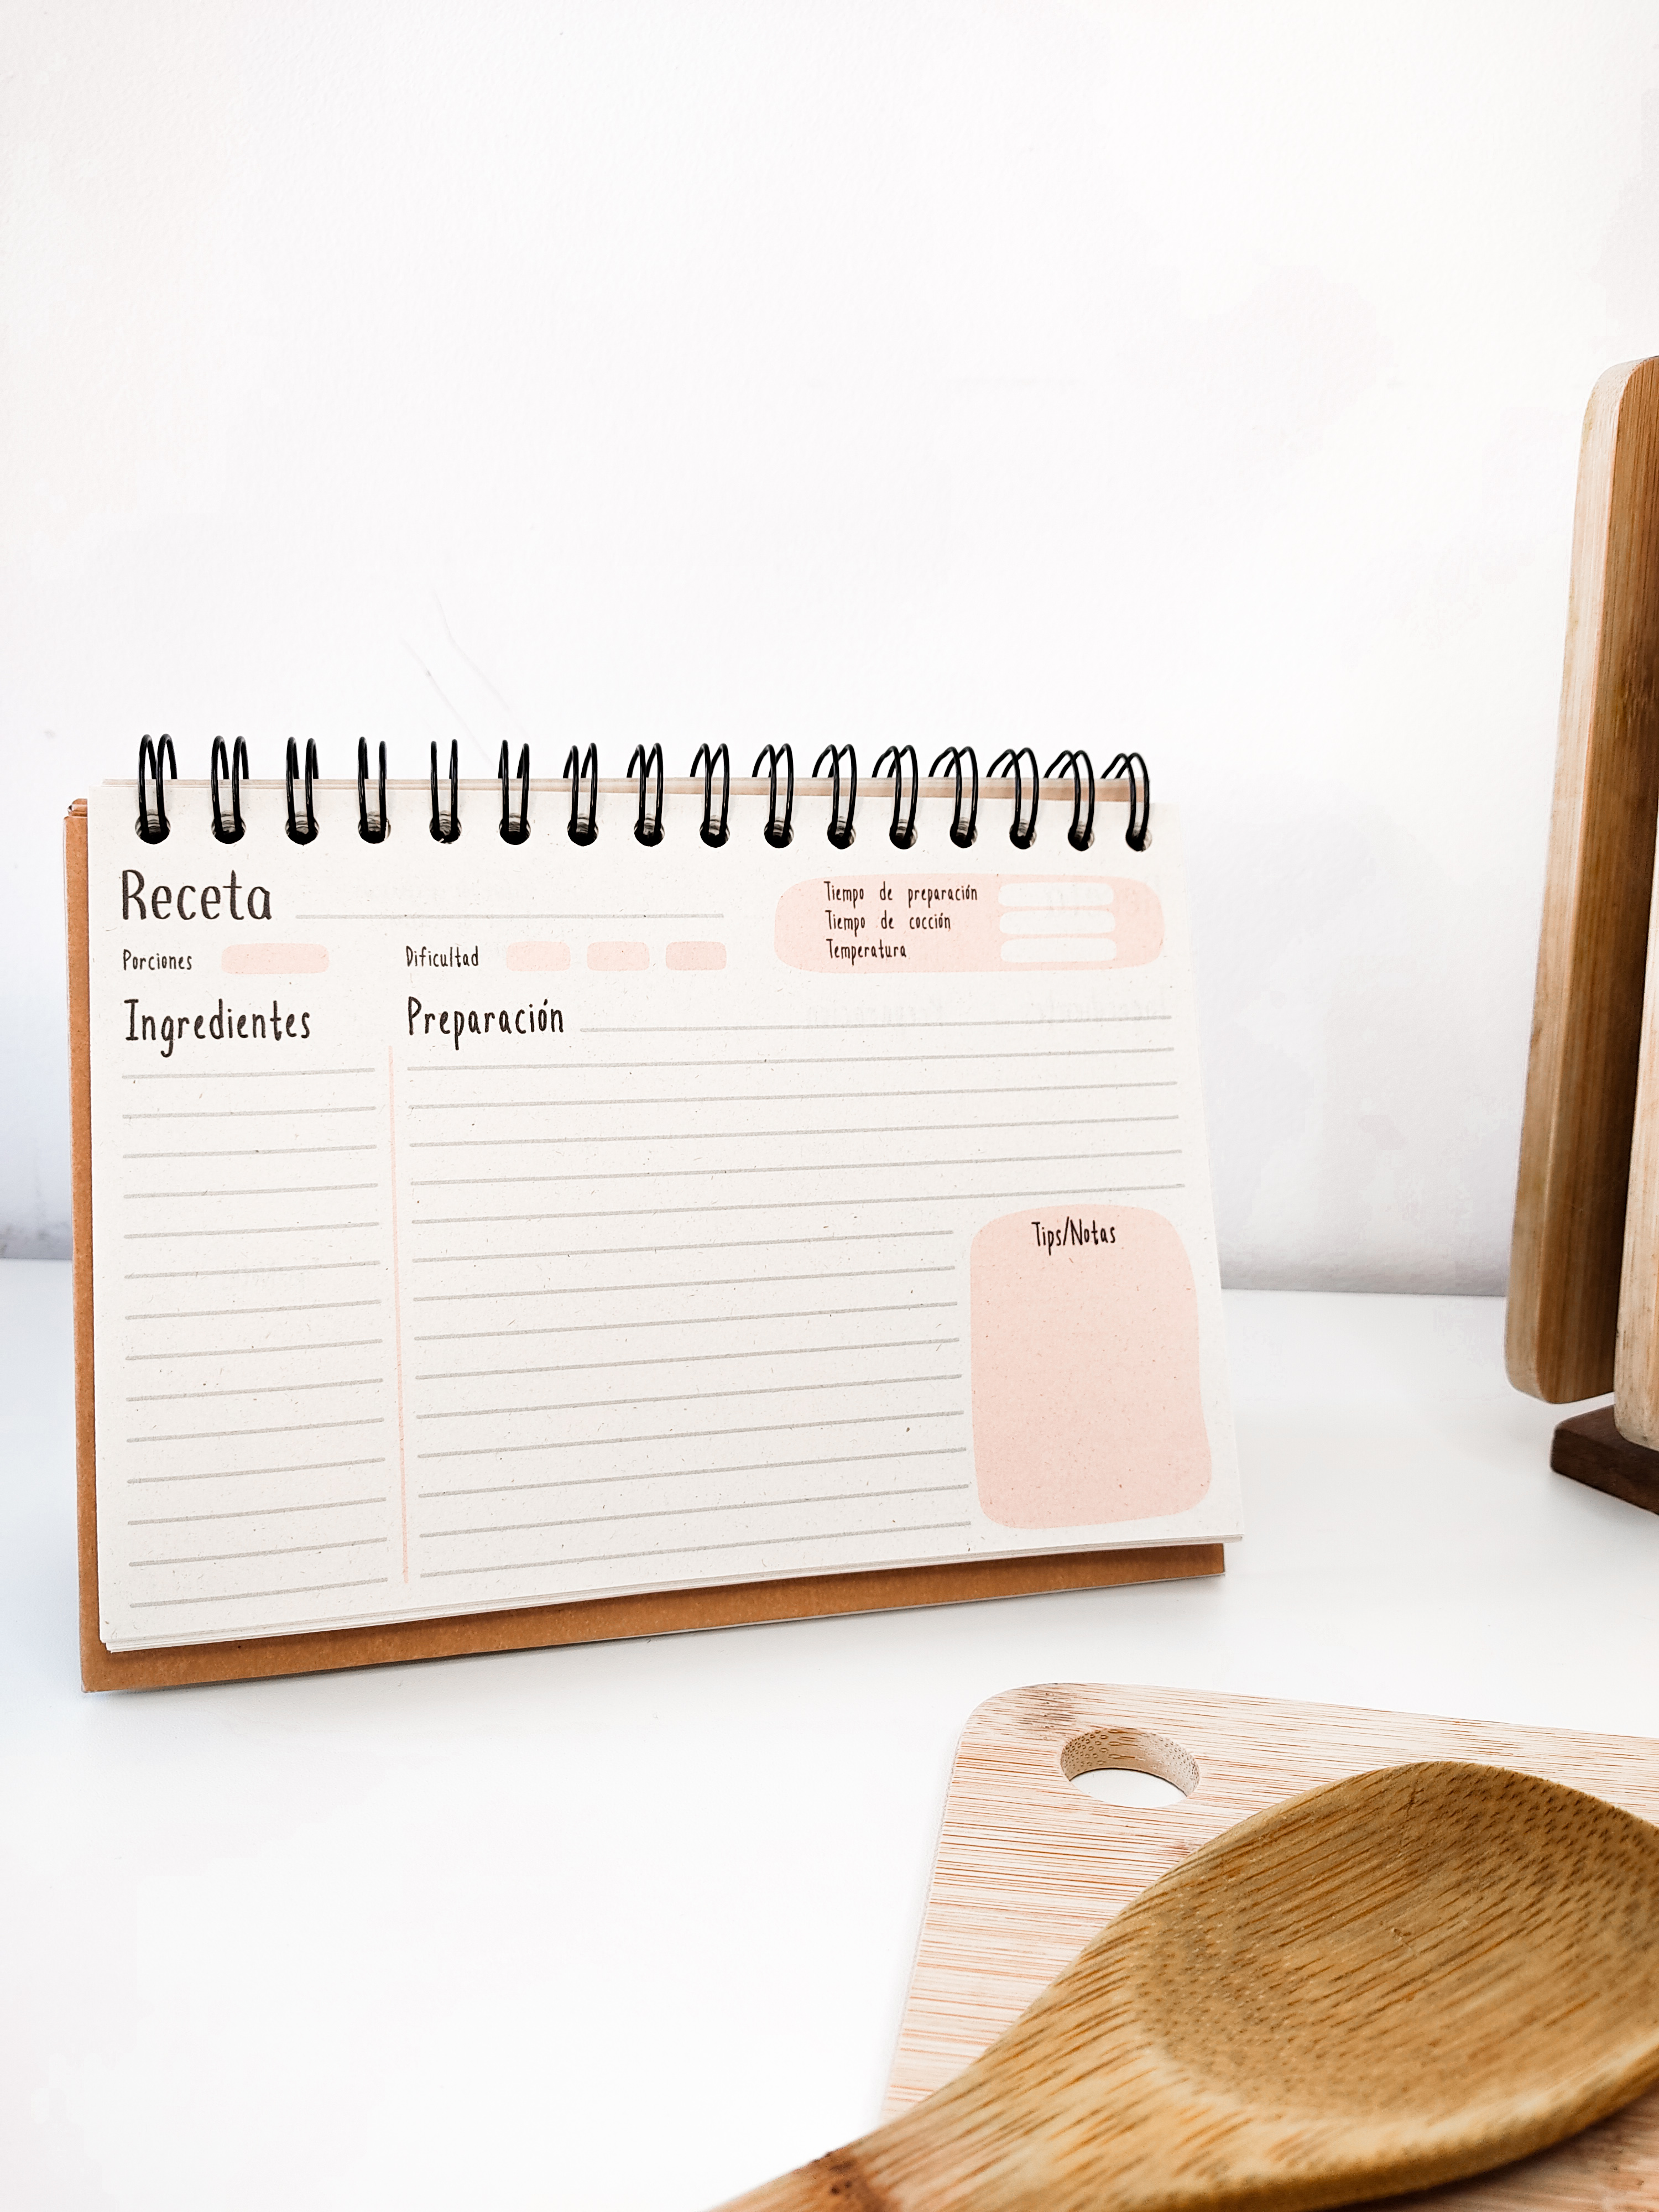 Receta
Tiempo de preparación
Tiempo de cocción
Temperatura
Porciones
Dificultad
Ingredientes
Preparación
Tips/Notas